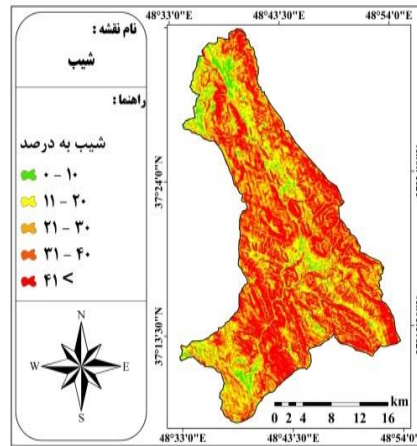 48°33'0"E 48°43'30"E 48°54'0"E
نام نقشه :
شیب
راهنما :
شیب به درصد
۰ - ۱۰
۱۱ - ۲۰
۲۱ - ۳۰
۳۱ - ۴۰
۴۱ <
37°24'0"N
37°13'30"N
N
W E
S
km
0 2 4 8 12 16
48°33'0"E 48°43'30"E 48°54'0"E